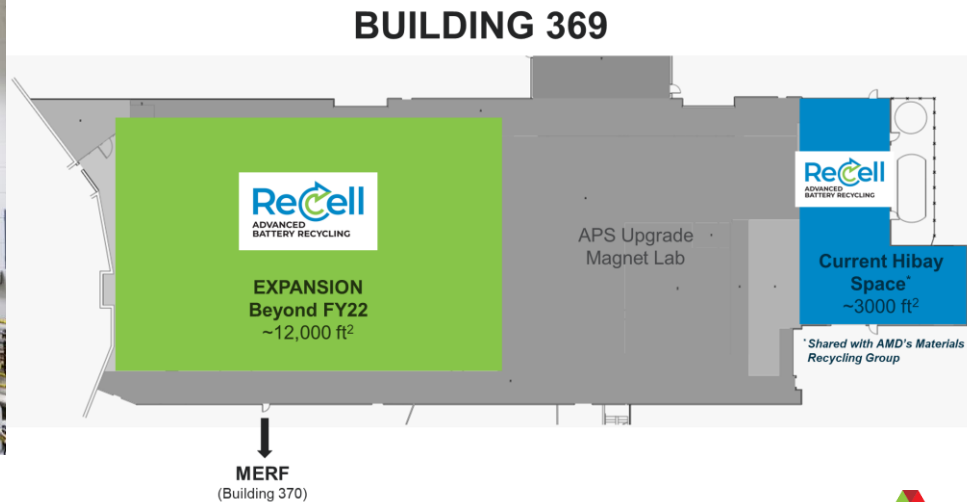 BUILDING 369
ReCell
ADVANCED
BATTERY RECYCLING
EXPANSION
Beyond FY22
~12,000 ft²
APS Upgrade
Magnet Lab
ReCell
ADVANCED
BATTERY RECYCLING
Current Hibay
Space*
~3000 ft²
* Shared with AMD's Materials
Recycling Group
MERF
(Building 370)